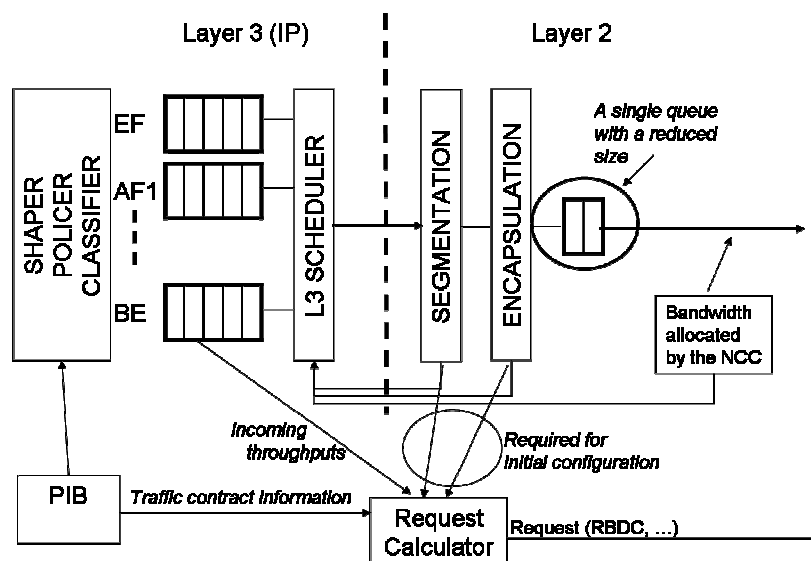 Layer 3 (IP)
Layer 2
SHAPER
POLICER
CLASSIFIER
EF
AF1
BE
L3 SCHEDULER
SEGMENTATION
ENCAPSULATION
A single queue
with a reduced
size
Bandwidth
allocated
by the NCC
Incoming
throughputs
Required for
Initial configuration
PIB
Traffic contract Information
Request
Calculator
Request (RBDC, ...)